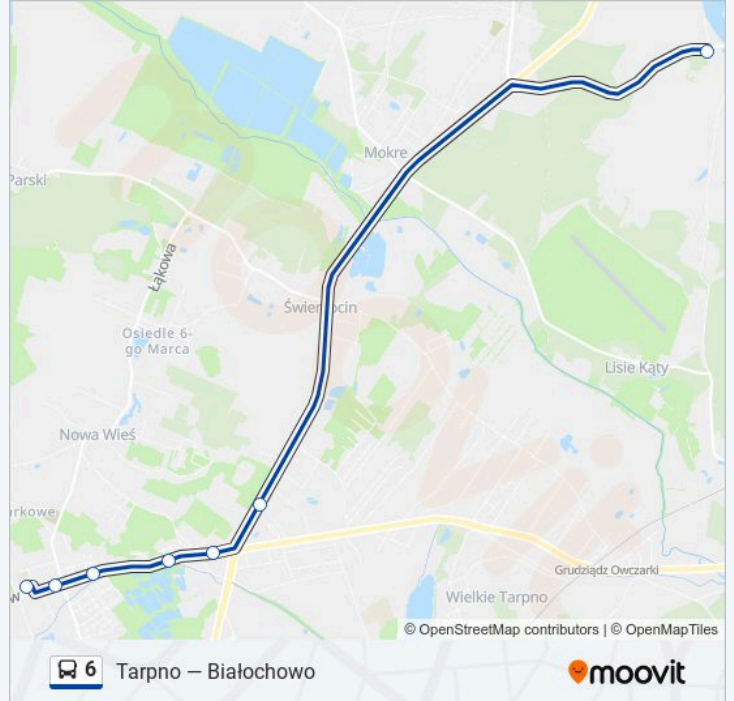 Mokre
Parski
Łąkowa
Osiedle 6-
go Marca
Lisie Kąty
Nowa Wieś
arkowe
Grudziądz Owczarki
Wielkie Tarpno
© OpenStreetMap contributors | © OpenMapTiles
6 Tarpno — Białochowo
moovit